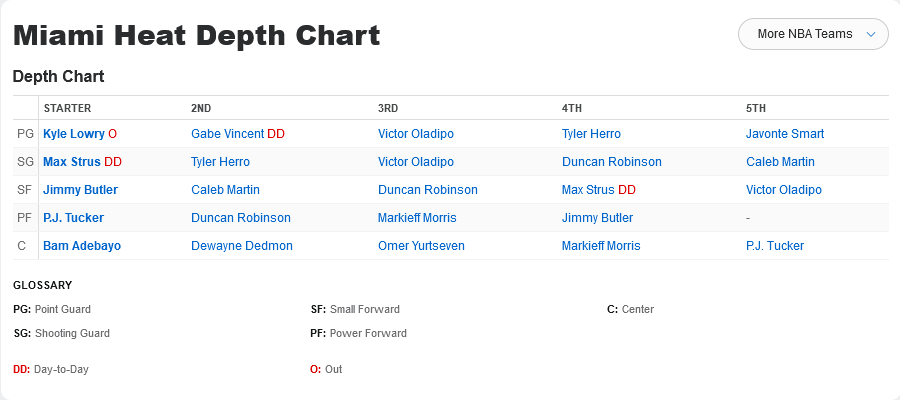 Miami Heat Depth Chart
More NBA Teams
Depth Chart
STARTER 2ND 3RD 4TH 5TH
PG Kyle Lowry O Gabe Vincent DD Victor Oladipo Tyler Herro Javonte Smart
SG Max Strus DD Tyler Herro Victor Oladipo Duncan Robinson Caleb Martin
SF Jimmy Butler Caleb Martin Duncan Robinson Max Strus DD Victor Oladipo
PF P.J. Tucker Duncan Robinson Markieff Morris Jimmy Butler -
C Bam Adebayo Dewayne Dedmon Omer Yurtseven Markieff Morris P.J. Tucker
GLOSSARY
PG: Point Guard SF: Small Forward C: Center
SG: Shooting Guard PF: Power Forward
DD: Day-to-Day O: Out